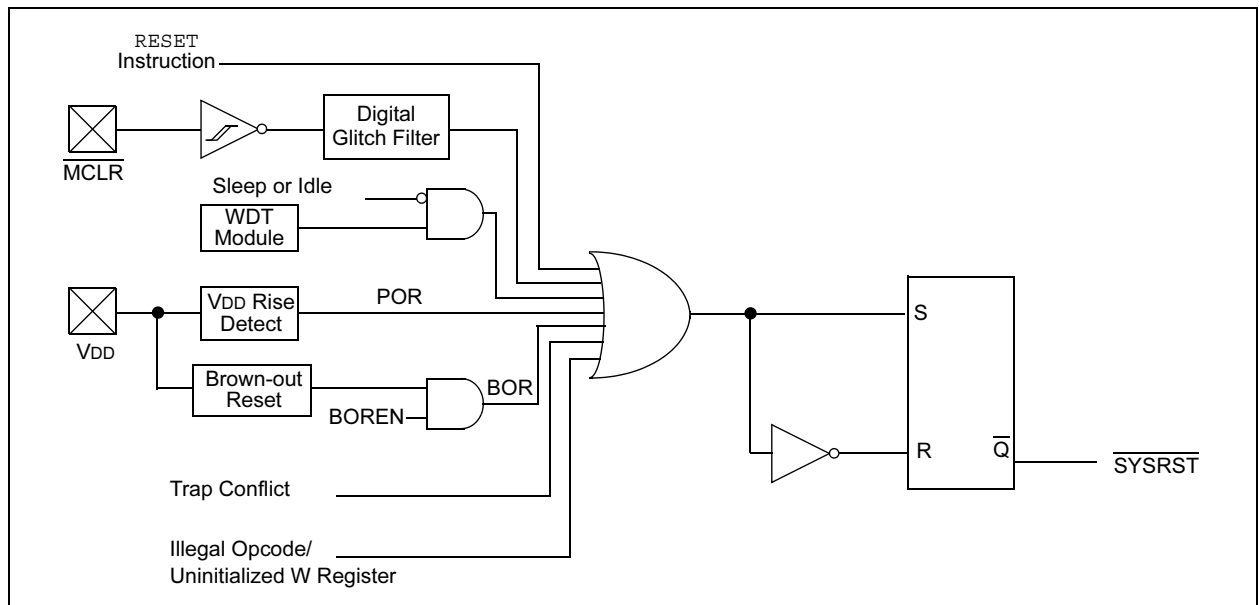 RESET
Instruction
Digital
Glitch Filter
MCLR
Sleep or Idle
WDT
Module
VDD Rise
Detect
POR
VDD
Brown-out
Reset
BOR
BOREN
S
R
Q
SYSRST
Trap Conflict
Illegal Opcode/
Uninitialized W Register